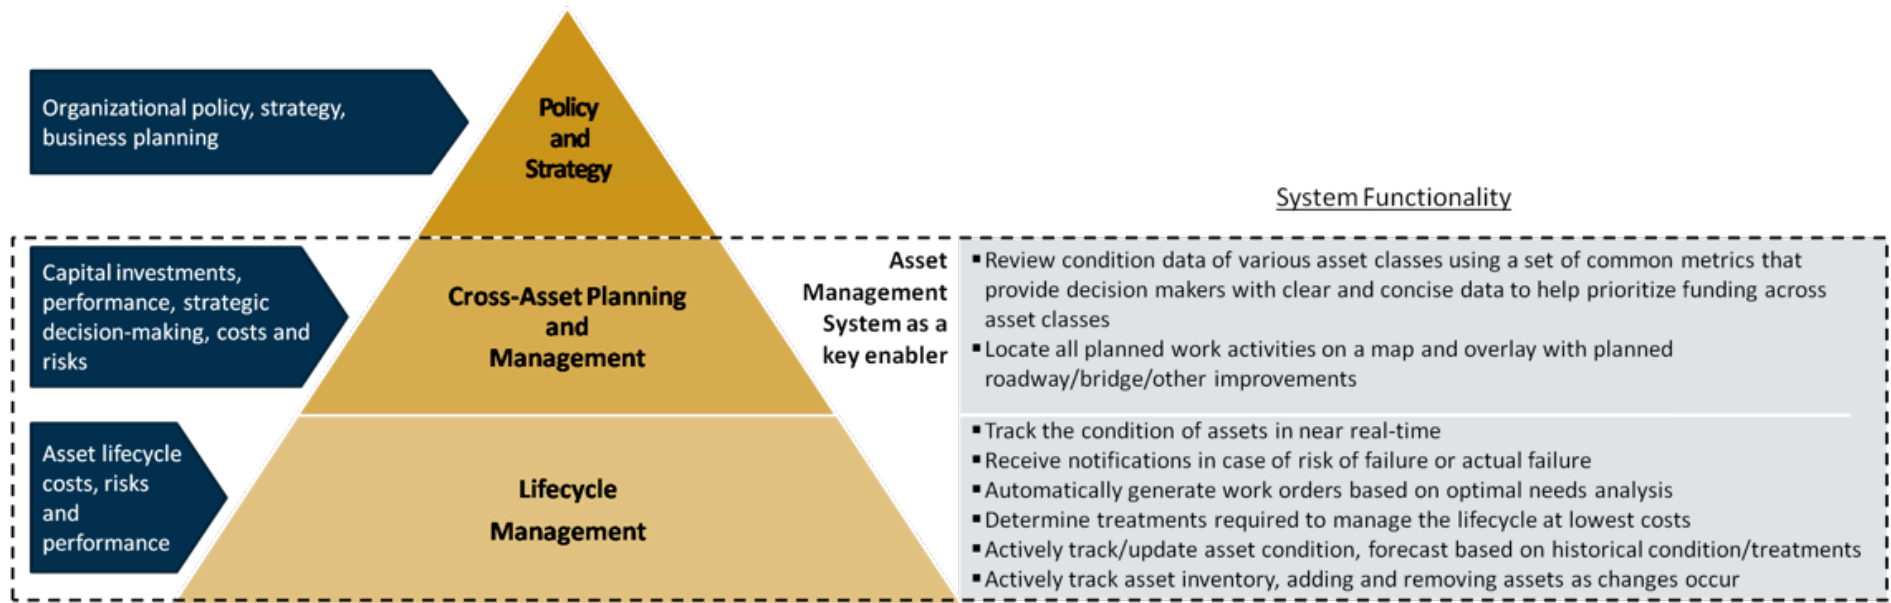 Organizational policy, strategy,
business planning
Policy
and
Strategy
System Functionality
Capital investments,
performance, strategic
decision-making, costs and
risks
Cross-Asset Planning
and
Management
Asset
Management
System as a
key enabler
▪Review condition data of various asset classes using a set of common metrics that
provide decision makers with clear and concise data to help prioritize funding across
asset classes
▪Locate all planned work activities on a map and overlay with planned
roadway/bridge/other improvements
Asset lifecycle
costs, risks
and
performance
Lifecycle
Management
▪Track the condition of assets in near real-time
▪Receive notifications in case of risk of failure or actual failure
▪Automatically generate work orders based on optimal needs analysis
▪Determine treatments required to manage the lifecycle at lowest costs
▪Actively track/update asset condition, forecast based on historical condition/treatments
▪Actively track asset inventory, adding and removing assets as changes occur